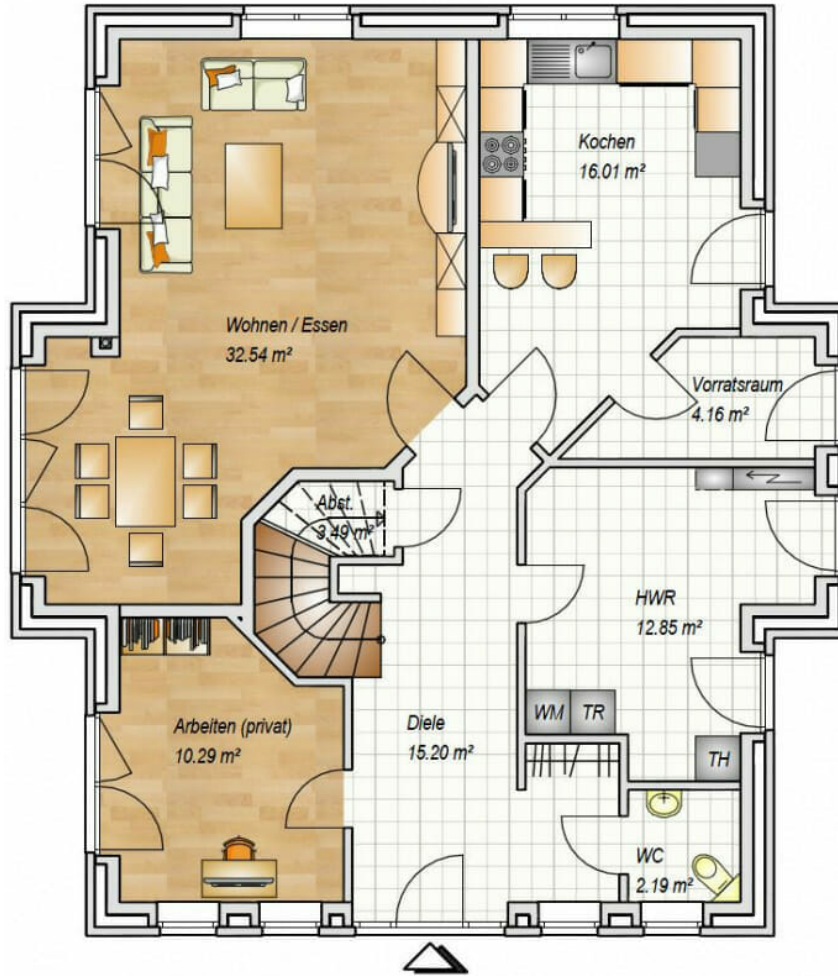 Kochen
16.01 m²
Wohnen / Essen
32.54 m²
Vorratsraum
4.16 m²
Abst.
3.49 m²
HWR
12.85 m²
WM TR
Arbeiten (privat)
10.29 m²
Diele
15.20 m²
TH
WC
2.19 m²